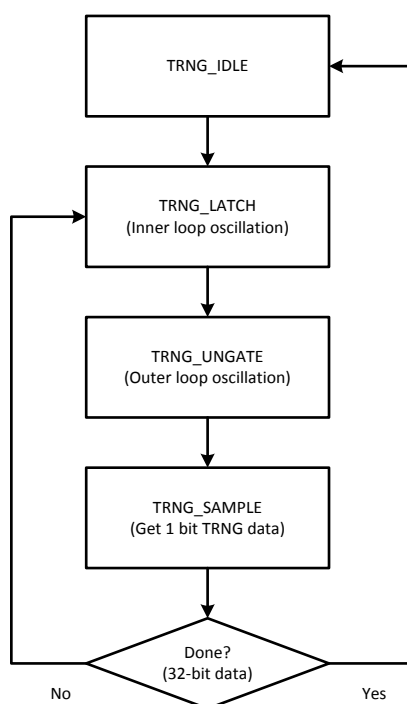 TRNG_IDLE
TRNG_LATCH
(Inner loop oscillation)
TRNG_UNGATE
(Outer loop oscillation)
TRNG_SAMPLE
(Get 1 bit TRNG data)
Done?
(32-bit data)
No
Yes